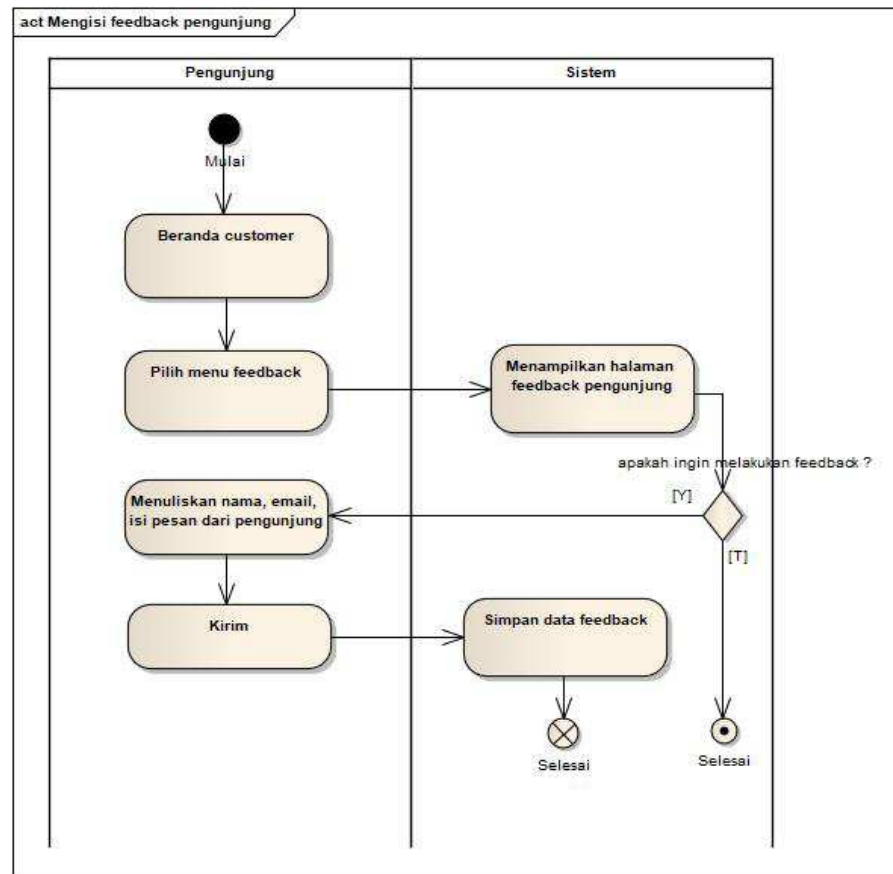 act Mengisi feedback pengunjung
Pengunjung
Sistem
Mulai
Beranda customer
Pilih menu feedback
Menampilkan halaman
feedback pengunjung
apakah ingin melakukan feedback ?
[Y]
[T]
Menuliskan nama, email,
isi pesan dari pengunjung
Kirim
Simpan data feedback
Selesai
Selesai